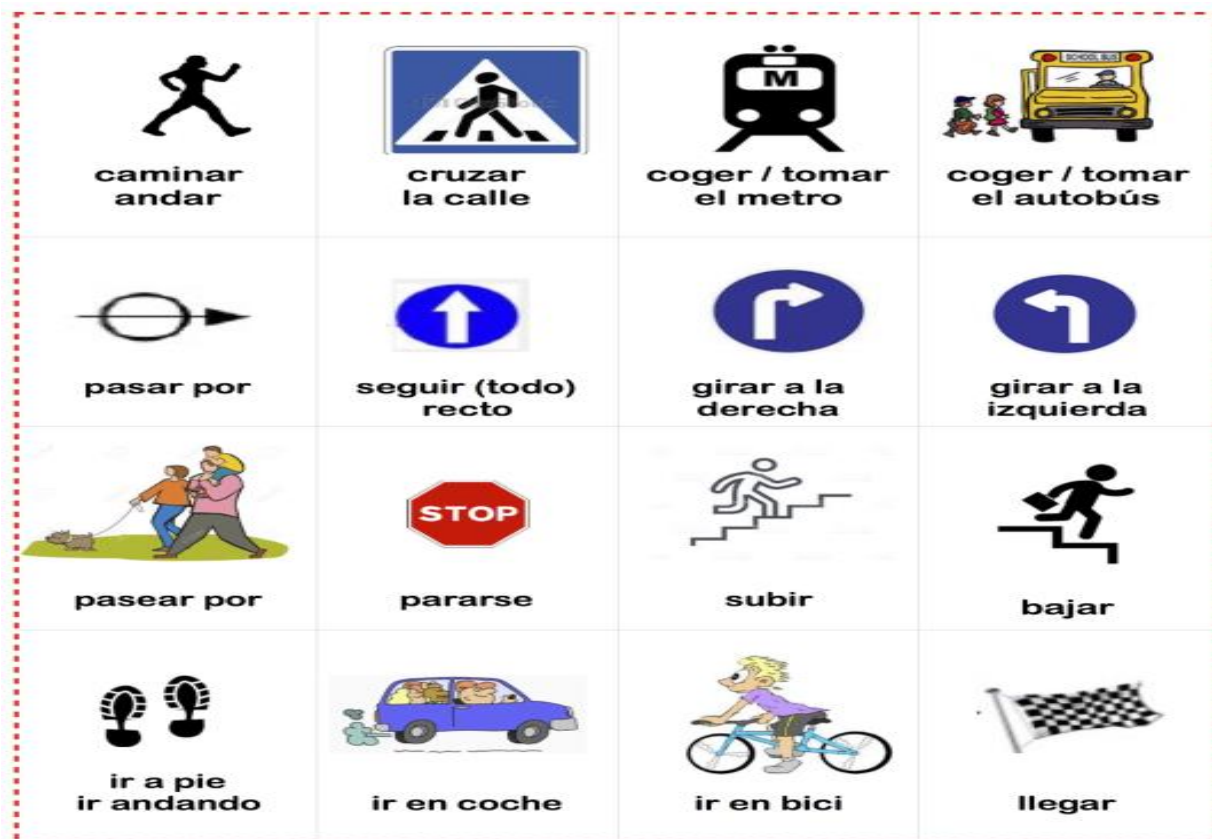 caminar
andar
cruzar
la calle
M
coger / tomar
el metro
SCHOOL BUS
coger / tomar
el autobús
pasar por
seguir (todo)
recto
girar a la
derecha
girar a la
izquierda
pasear por
STOP
pararse
subir
bajar
ir a pie
ir andando
ir en coche
ir en bici
llegar